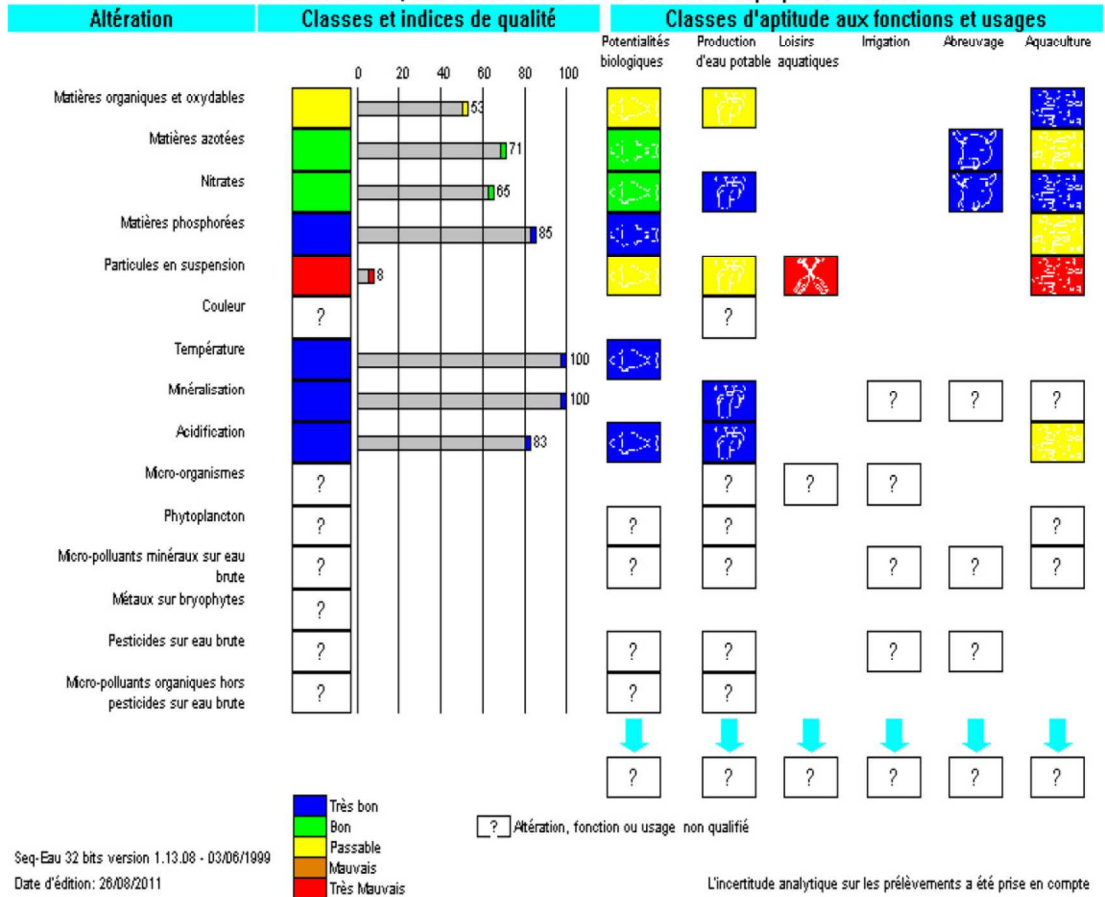 Altération
Classes et indices de qualité
Classes d'aptitude aux fonctions et usages
Potentialités biologiques
Production d'eau potable
Loisirs aquatiques
Irrigation
Abreuvage
Aquaculture
0 20 40 60 80 100
Matières organiques et oxydables 53
Matières azotées 71
Nitrates 65
Matières phosphorées 85
Particules en suspension 8
Couleur ? ?
Température 100
Minéralisation 100 ? ? ?
Acidification 83
Micro-organismes ? ? ? ?
Phytoplancton ? ? ? ?
Micro-polluants minéraux sur eau
brute ? ? ? ? ? ?
Métaux sur bryophytes ?
Pesticides sur eau brute ? ? ? ? ?
Micro-polluants organiques hors
pesticides sur eau brute ? ? ?
? ? ? ? ? ?
Très bon
Bon
Passable
Mauvais
Très Mauvais
? Altération, fonction ou usage non qualifié
Seq-Eau 32 bits version 1.13.08 - 03/06/1999
Date d'édition: 26/08/2011
L'incertitude analytique sur les prélèvements a été prise en compte